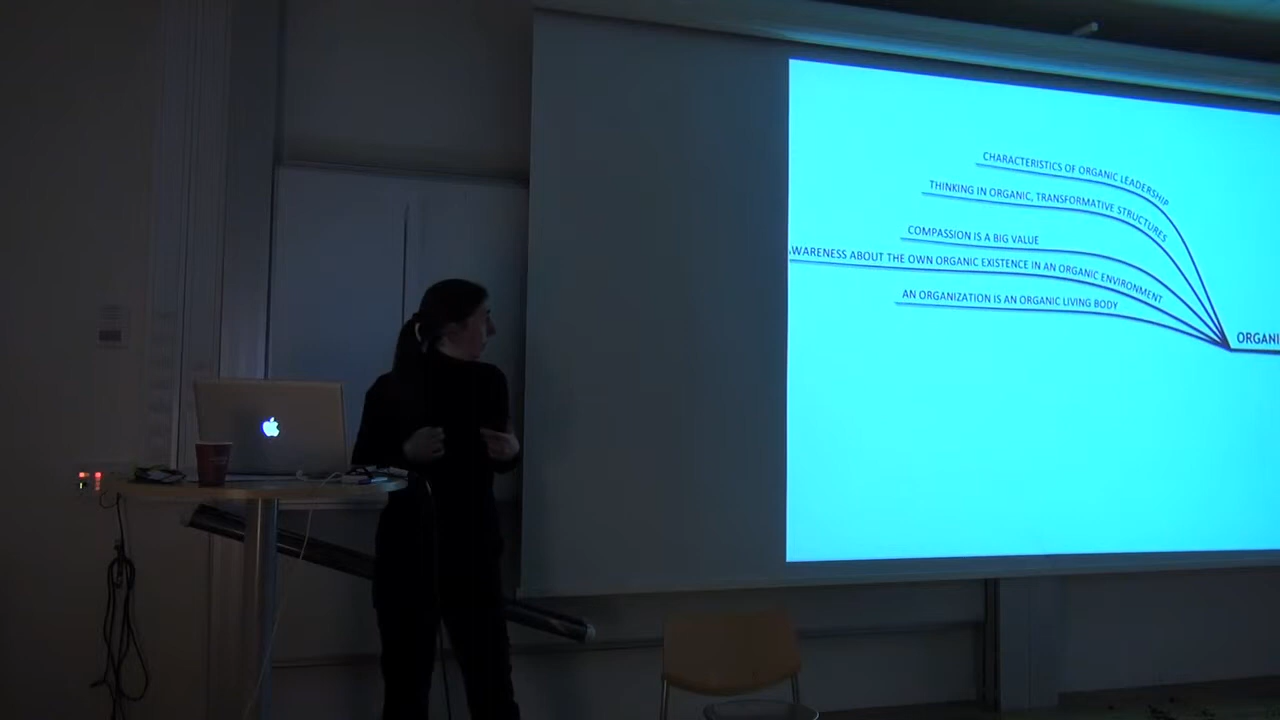 CHARACTERISTICS OF ORGANIC LEADERSHIP
THINKING IN ORGANIC, TRANSFORMATIVE STRUCTURES
COMPASSION IS A BIG VALUE
AWARENESS ABOUT THE OWN ORGANIC EXISTENCE IN AN ORGANIC ENVIRONMENT
AN ORGANIZATION IS AN ORGANIC LIVING BODY
ORGANI